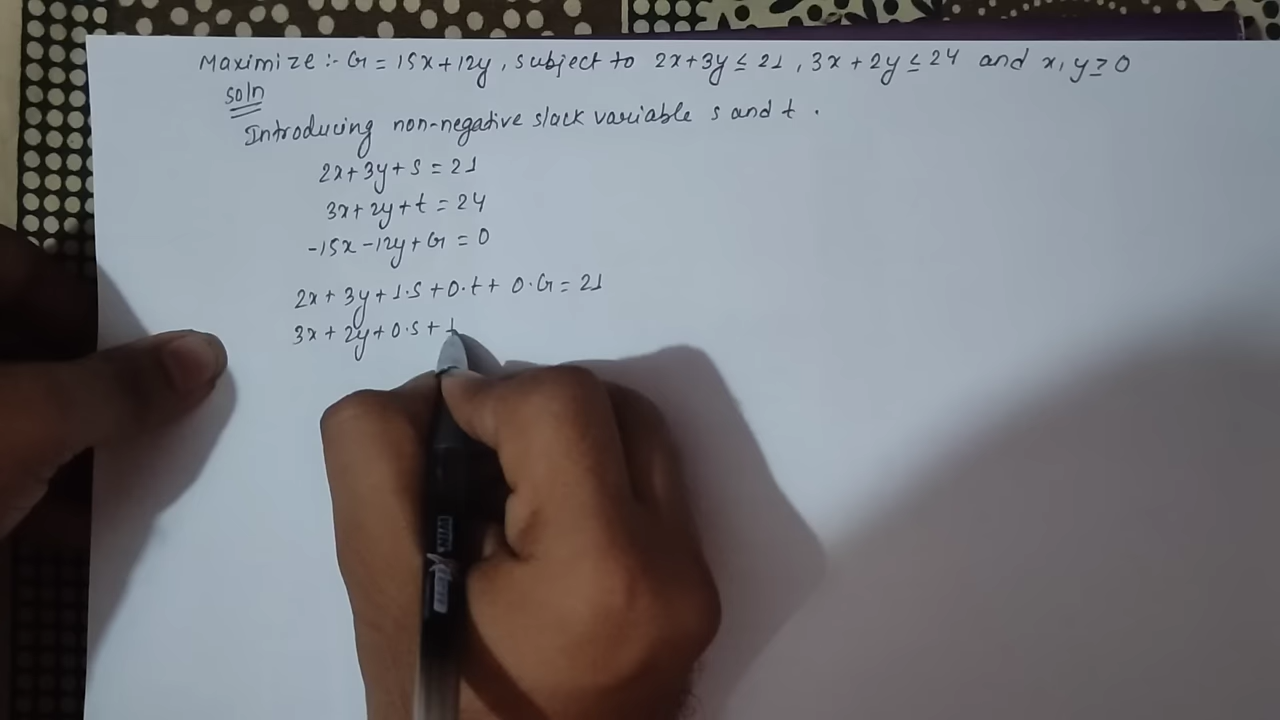 Maximize :- G = 15x+12y, subject to 2x+3y ≤ 21, 3x+2y ≤ 24 and x, y ≥ 0
Soln
Introducing non-negative slack variable s and t .
2x+3y+s = 21
3x+2y+t = 24
-15x-12y+G = 0
2x+3y+1.s+0.t+0.G = 21
3x+2y+0.s+1